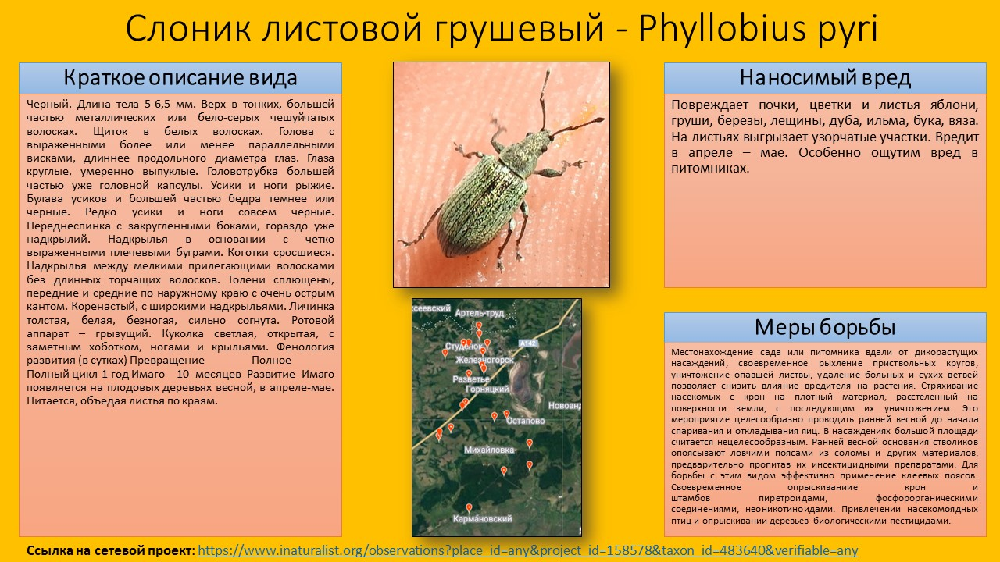 Слоник листовой грушевый - Phyllobius pyri
Краткое описание вида
Черный. Длина тела 5-6,5 мм. Верх в тонких, большей
частью металлических или бело-серых чешуйчатых
волосках. Щиток в белых волосках. Голова с
выраженными более или менее параллельными
висками, длиннее продольного диаметра глаз. Глаза
круглые, умеренно выпуклые. Головотрубка большей
частью уже головной капсулы. Усики и ноги рыжие.
Булава усиков и большей частью бедра темнее или
черные. Редко усики и ноги совсем черные.
Переднеспинка с закругленными боками, гораздо уже
надкрылий. Надкрылья в основании с четко
выраженными плечевыми буграми. Коготки сросшиеся.
Надкрылья между мелкими прилегающими волосками
без длинных торчащих волосков. Голени сплющены,
передние и средние по наружному краю с очень острым
кантом. Коренастый, с широкими надкрыльями. Личинка
толстая, белая, безногая, сильно согнута. Ротовой
аппарат – грызущий. Куколка светлая, открытая, с
заметным хоботком, ногами и крыльями. Фенология
развития (в сутках) Превращение Полное
Полный цикл 1 год Имаго 10 месяцев Развитие Имаго
появляется на плодовых деревьях весной, в апреле-мае.
Питается, объедая листья по краям.
ксеевский
Артель-труд
Студенок
А142
Железногорск
Разветье
Горняцкий
Новоанд
Остапово
Михайловка
Кармановский
Наносимый вред
Повреждает почки, цветки и листья яблони,
груши, березы, лещины, дуба, ильма, бука, вяза.
На листьях выгрызает узорчатые участки. Вредит
в апреле – мае. Особенно ощутим вред в
питомниках.
Меры борьбы
Местонахождение сада или питомника вдали от дикорастущих
насаждений, своевременное рыхление приствольных кругов,
уничтожение опавшей листвы, удаление больных и сухих ветвей
позволяет снизить влияние вредителя на растения. Стряхивание
насекомых с крон на плотный материал, расстеленный на
поверхности земли, с последующим их уничтожением. Это
мероприятие целесообразно проводить ранней весной до начала
спаривания и откладывания яиц. В насаждениях большой площади
считается нецелесообразным. Ранней весной основания стволиков
опоясывают ловчими поясами из соломы и других материалов,
предварительно пропитав их инсектицидными препаратами. Для
борьбы с этим видом эффективно применение клеевых поясов.
Своевременное опрыскиваниие крон и
штамбов пиретроидами, фосфорорганическими
соединениями, неоникотиноидами. Привлечении насекомоядных
птиц и опрыскивании деревьев биологическими пестицидами.
Ссылка на сетевой проект: https://www.inaturalist.org/observations?place_id=any&project_id=158578&taxon_id=483640&verifiable=any